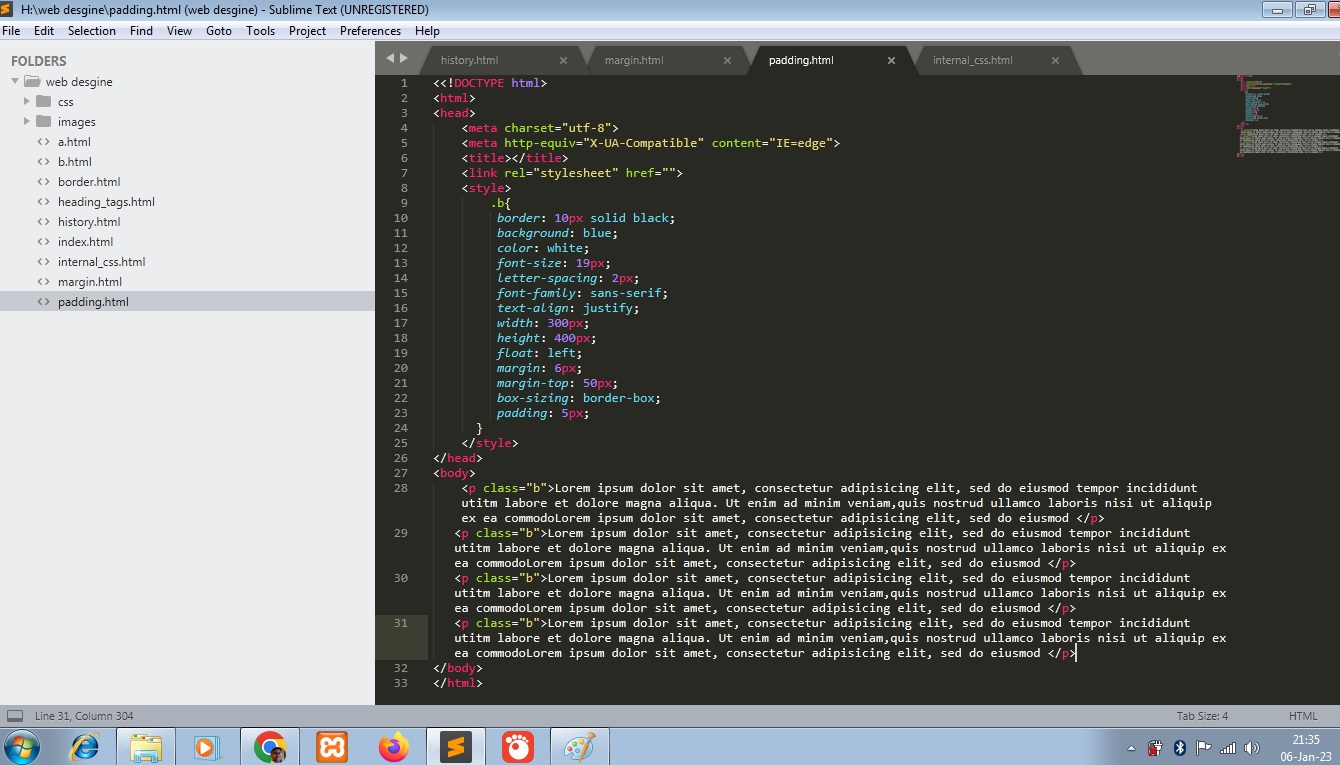 H:\web desgine\padding.html (web desgine) - Sublime Text (UNREGISTERED)
File Edit Selection Find View Goto Tools Project Preferences Help
FOLDERS
web desgine
css
images
a.html
b.html
border.html
heading_tags.html
history.html
index.html
internal_css.html
margin.html
padding.html
history.html × margin.html × padding.html × internal_css.html ×
1 <<!DOCTYPE html>
2 <html>
3 <head>
4 <meta charset="utf-8">
5 <meta http-equiv="X-UA-Compatible" content="IE=edge">
6 <title></title>
7 <link rel="stylesheet" href="">
8 <style>
9 .b{
10 border: 10px solid black;
11 background: blue;
12 color: white;
13 font-size: 19px;
14 letter-spacing: 2px;
15 font-family: sans-serif;
16 text-align: justify;
17 width: 300px;
18 height: 400px;
19 float: left;
20 margin: 6px;
21 margin-top: 50px;
22 box-sizing: border-box;
23 padding: 5px;
24 }
25 </style>
26 </head>
27 <body>
28 <p class="b">Lorem ipsum dolor sit amet, consectetur adipisicing elit, sed do eiusmod tempor incididunt
utitm labore et dolore magna aliqua. Ut enim ad minim veniam,quis nostrud ullamco laboris nisi ut aliquip
ex ea commodoLorem ipsum dolor sit amet, consectetur adipisicing elit, sed do eiusmod </p>
29 <p class="b">Lorem ipsum dolor sit amet, consectetur adipisicing elit, sed do eiusmod tempor incididunt
utitm labore et dolore magna aliqua. Ut enim ad minim veniam,quis nostrud ullamco laboris nisi ut aliquip ex
ea commodoLorem ipsum dolor sit amet, consectetur adipisicing elit, sed do eiusmod </p>
30 <p class="b">Lorem ipsum dolor sit amet, consectetur adipisicing elit, sed do eiusmod tempor incididunt
utitm labore et dolore magna aliqua. Ut enim ad minim veniam,quis nostrud ullamco laboris nisi ut aliquip ex
ea commodoLorem ipsum dolor sit amet, consectetur adipisicing elit, sed do eiusmod </p>
31 <p class="b">Lorem ipsum dolor sit amet, consectetur adipisicing elit, sed do eiusmod tempor incididunt
utitm labore et dolore magna aliqua. Ut enim ad minim veniam,quis nostrud ullamco laboris nisi ut aliquip ex
ea commodoLorem ipsum dolor sit amet, consectetur adipisicing elit, sed do eiusmod </p>
32 </body>
33 </html>
Line 31, Column 304 Tab Size: 4 HTML
21:35
06-Jan-23